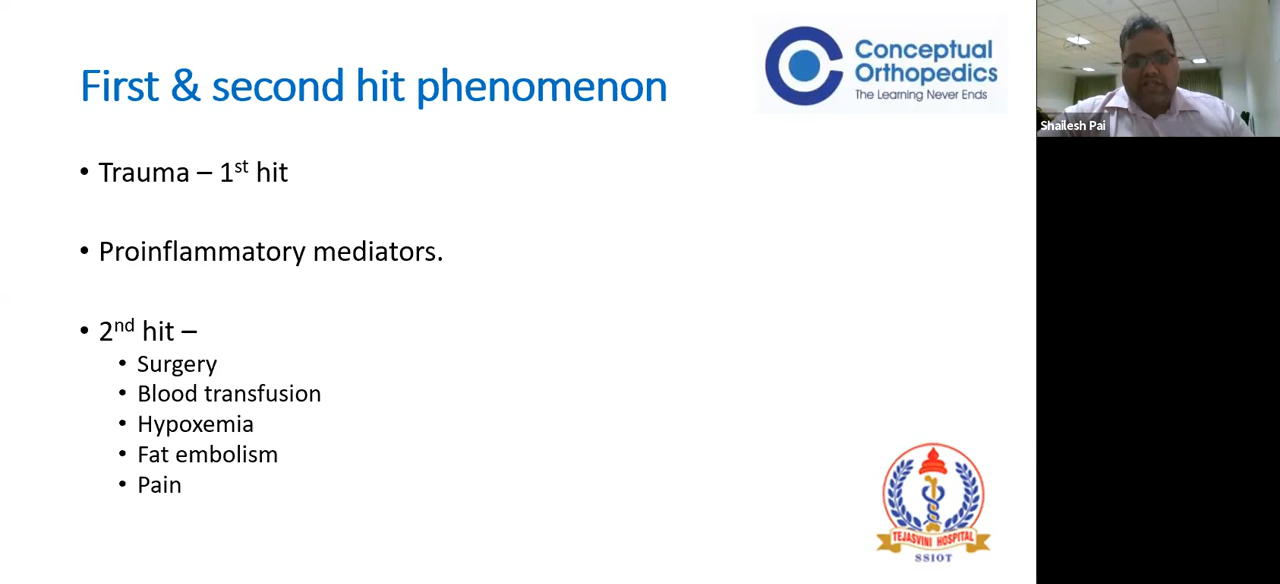 First & second hit phenomenon
Conceptual
Orthopedics
The Learning Never Ends
Shailesh Pai
• Trauma – 1st hit
• Proinflammatory mediators.
• 2nd hit –
• Surgery
• Blood transfusion
• Hypoxemia
• Fat embolism
• Pain
TEJASVINI HOSPITAL
SSIOT